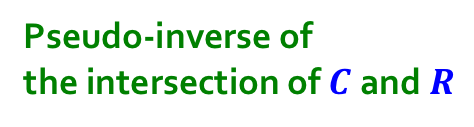 Pseudo-inverse of
the intersection of C and R